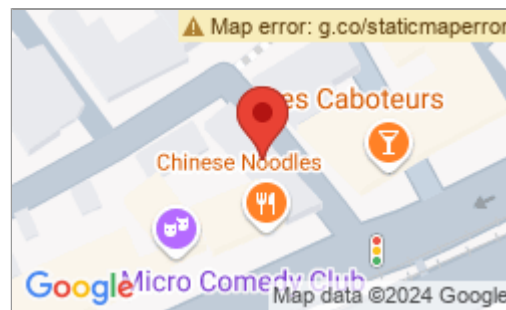 Map error: g.co/staticmaperror
es Caboteurs
Chinese Noodles
Micro Comedy Club
Google
Map data ©2024 Google